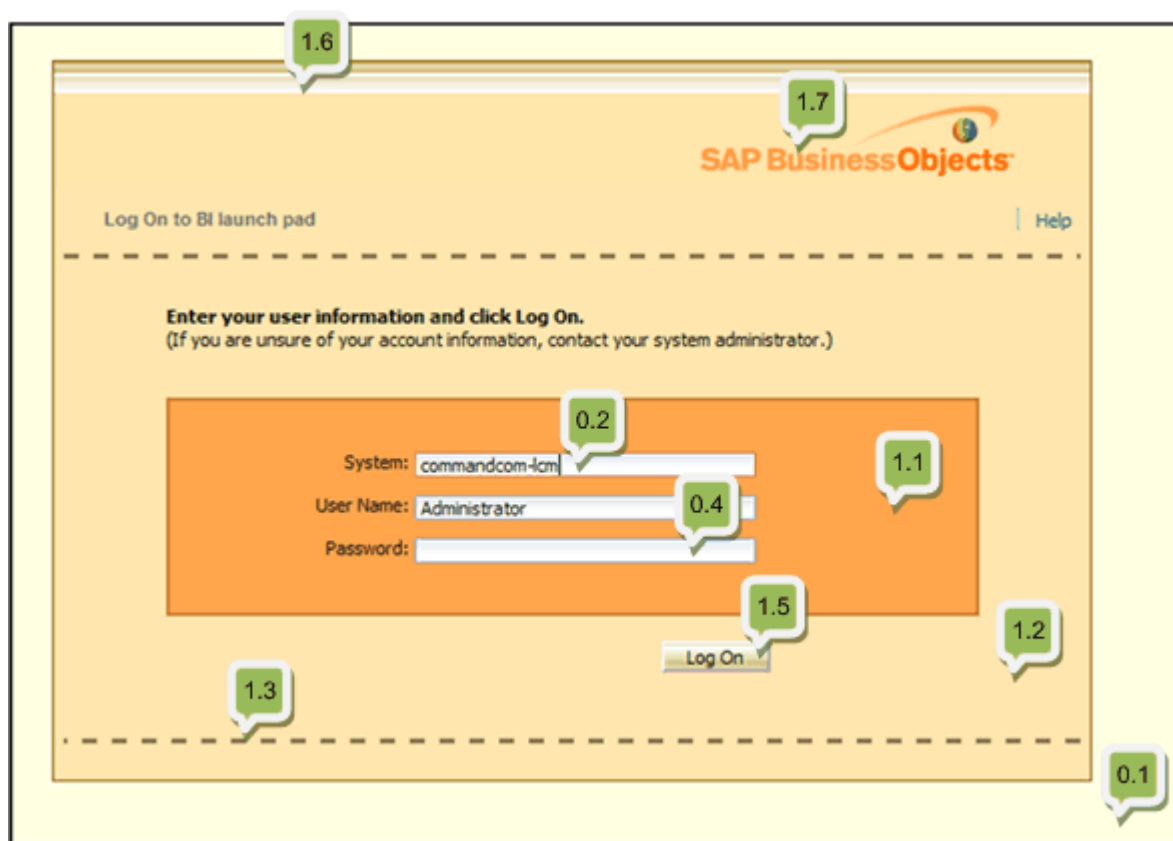 1.6
1.7
SAP BusinessObjects™
Log On to BI launch pad
Help
Enter your user information and click Log On.
(If you are unsure of your account information, contact your system administrator.)
0.2
System: commandcom-lcm
1.1
User Name: Administrator
0.4
Password:
1.5
1.2
Log On
1.3
0.1